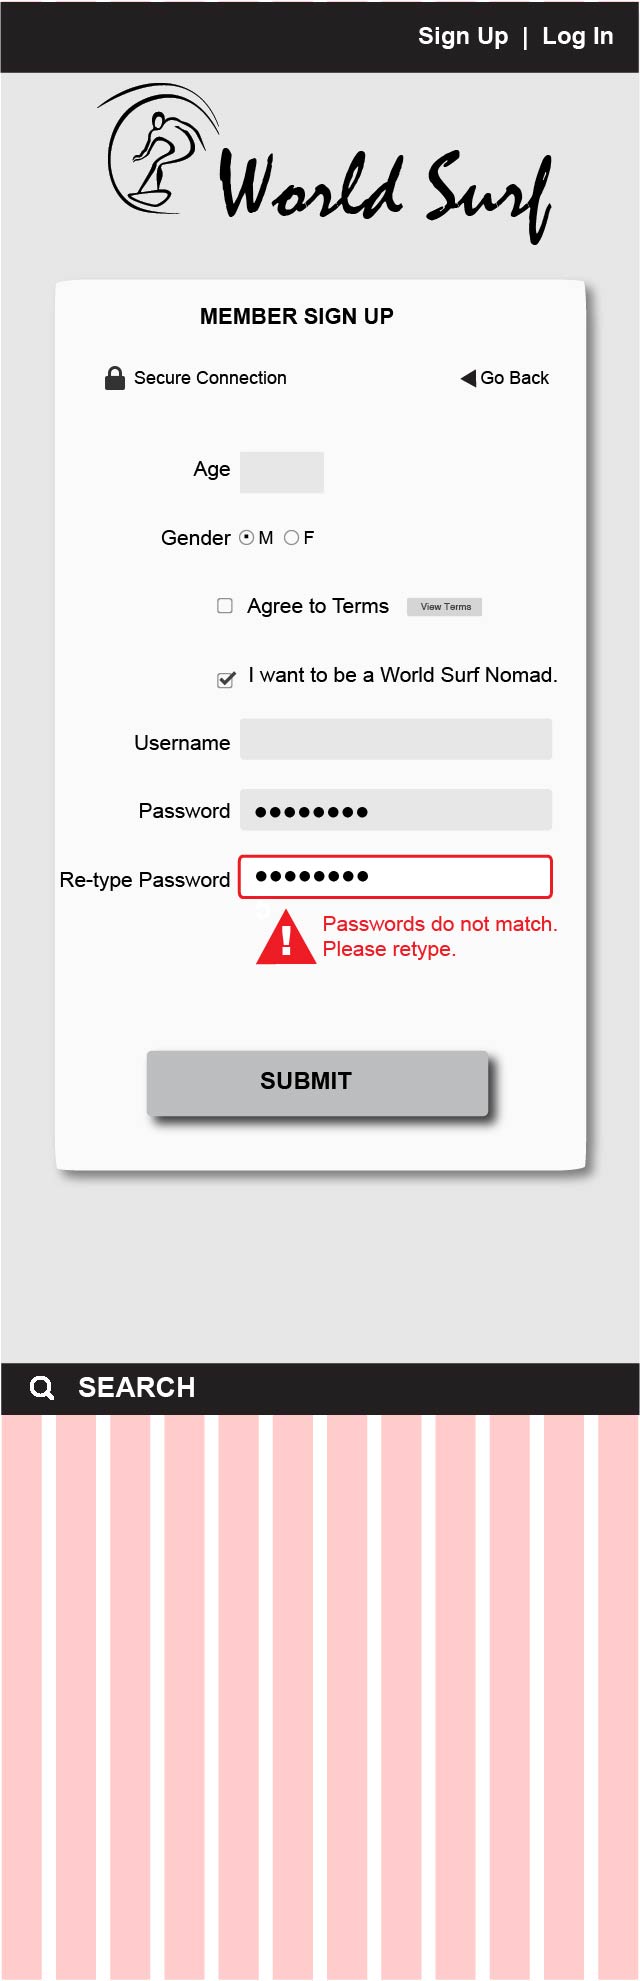 Sign Up | Log In
World Surf
MEMBER SIGN UP
Secure Connection
Go Back
Age
Gender M F
Agree to Terms View Terms
I want to be a World Surf Nomad.
Username
Password
Re-type Password
Passwords do not match.
Please retype.
SUBMIT
SEARCH